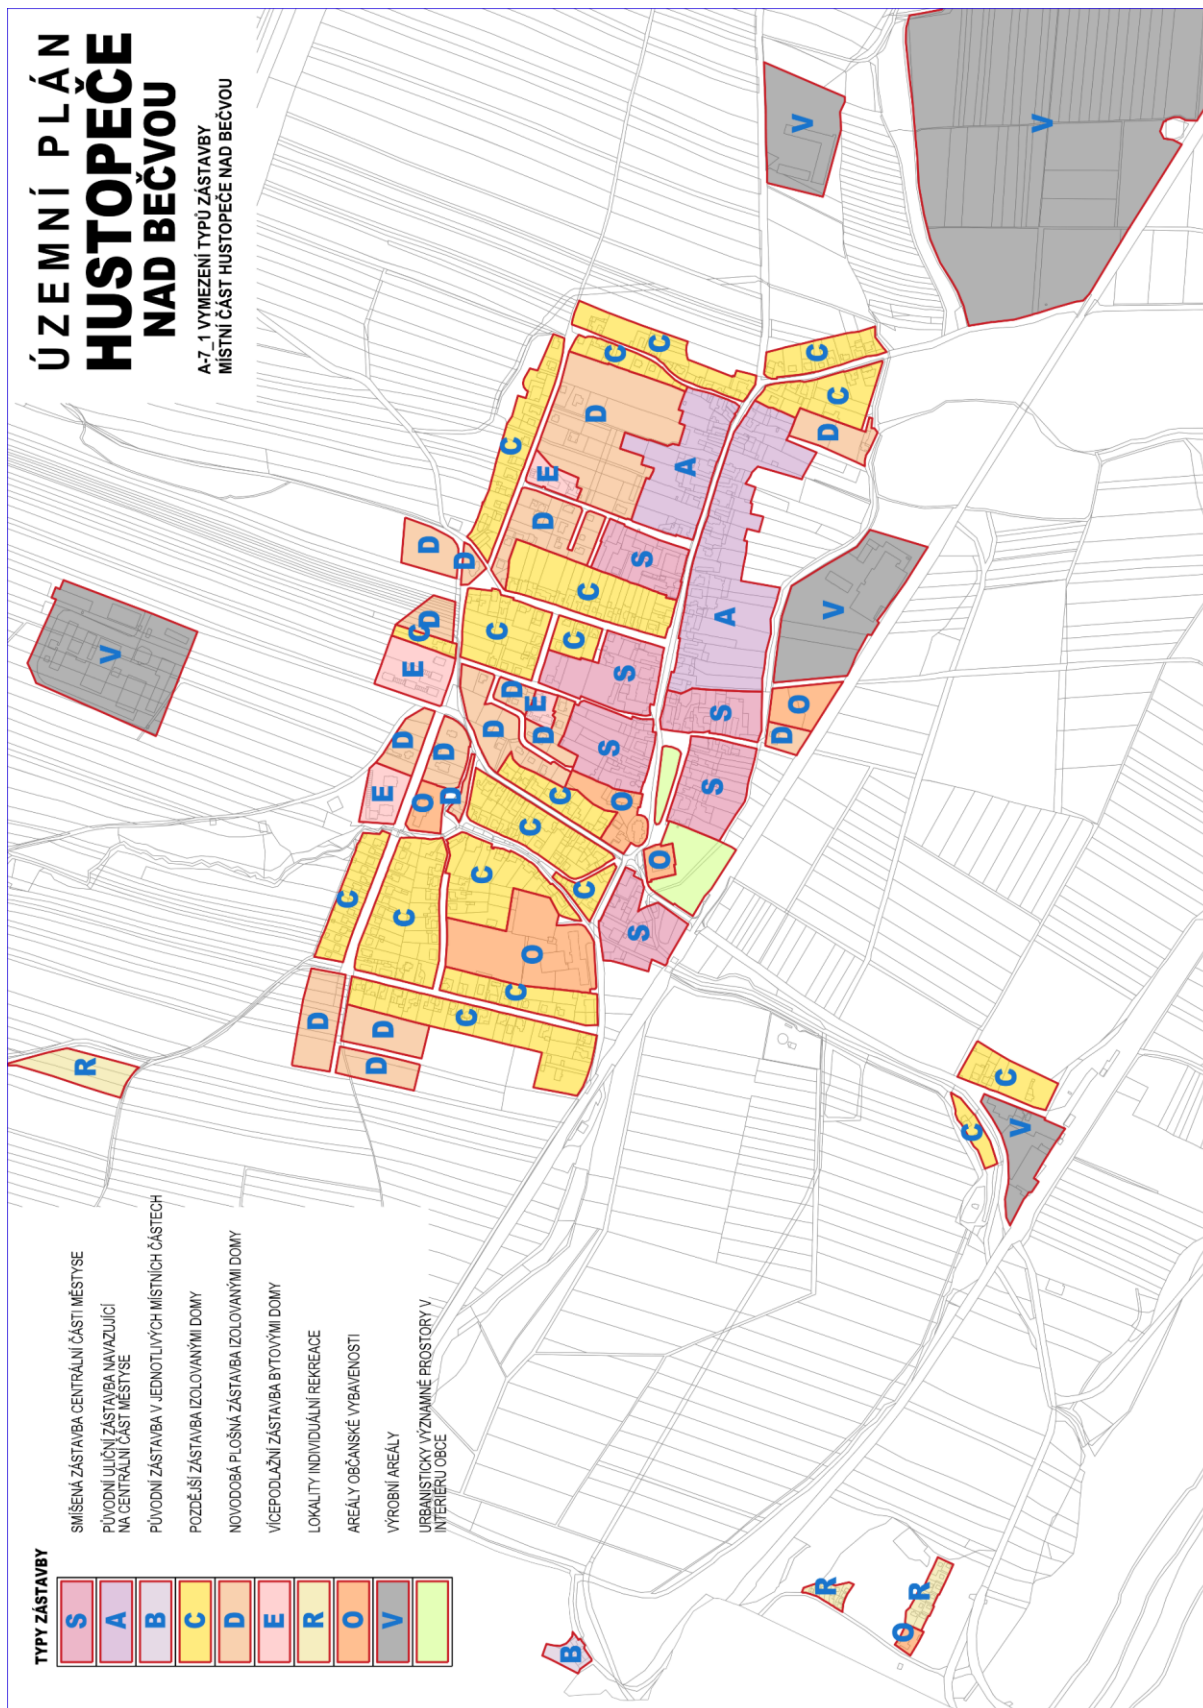 ÚZEMNÍ PLÁN
HUSTOPEČE
NAD BEČVOU
A-7_1 VYMEZENÍ TYPŮ ZÁSTAVBY
MÍSTNÍ ČÁST HUSTOPEČE NAD BEČVOU
TYPY ZÁSTAVBY
S SMÍŠENÁ ZÁSTAVBA CENTRÁLNÍ ČÁSTI MĚSTYSE
A PŮVODNÍ ULIČNÍ ZÁSTAVBA NAVAZUJÍCÍ
NA CENTRÁLNÍ ČÁST MĚSTYSE
B PŮVODNÍ ZÁSTAVBA V JEDNOTLIVÝCH MÍSTNÍCH ČÁSTECH
C POZDĚJŠÍ ZÁSTAVBA IZOLOVANÝMI DOMY
D NOVODOBÁ PLOŠNÁ ZÁSTAVBA IZOLOVANÝMI DOMY
E VÍCEPODLAŽNÍ ZÁSTAVBA BYTOVÝMI DOMY
R LOKALITY INDIVIDUÁLNÍ REKREACE
O AREÁLY OBČANSKÉ VYBAVENOSTI
V VÝROBNÍ AREÁLY
URBANISTICKY VÝZNAMNÉ PROSTORY V
INTERIÉRU OBCE
V
R
D
D
D
C
C
C
C
C
O
C
C
C
C
E
D
O
D
D
D
E
C
D
D
D
C
C
D
E
D
C
C
S
S
D
E
D
C
S
D
C
C
A
A
S
S
O
O
S
D
O
V
D
C
C
V
V
C
C
V
B
R
R
O